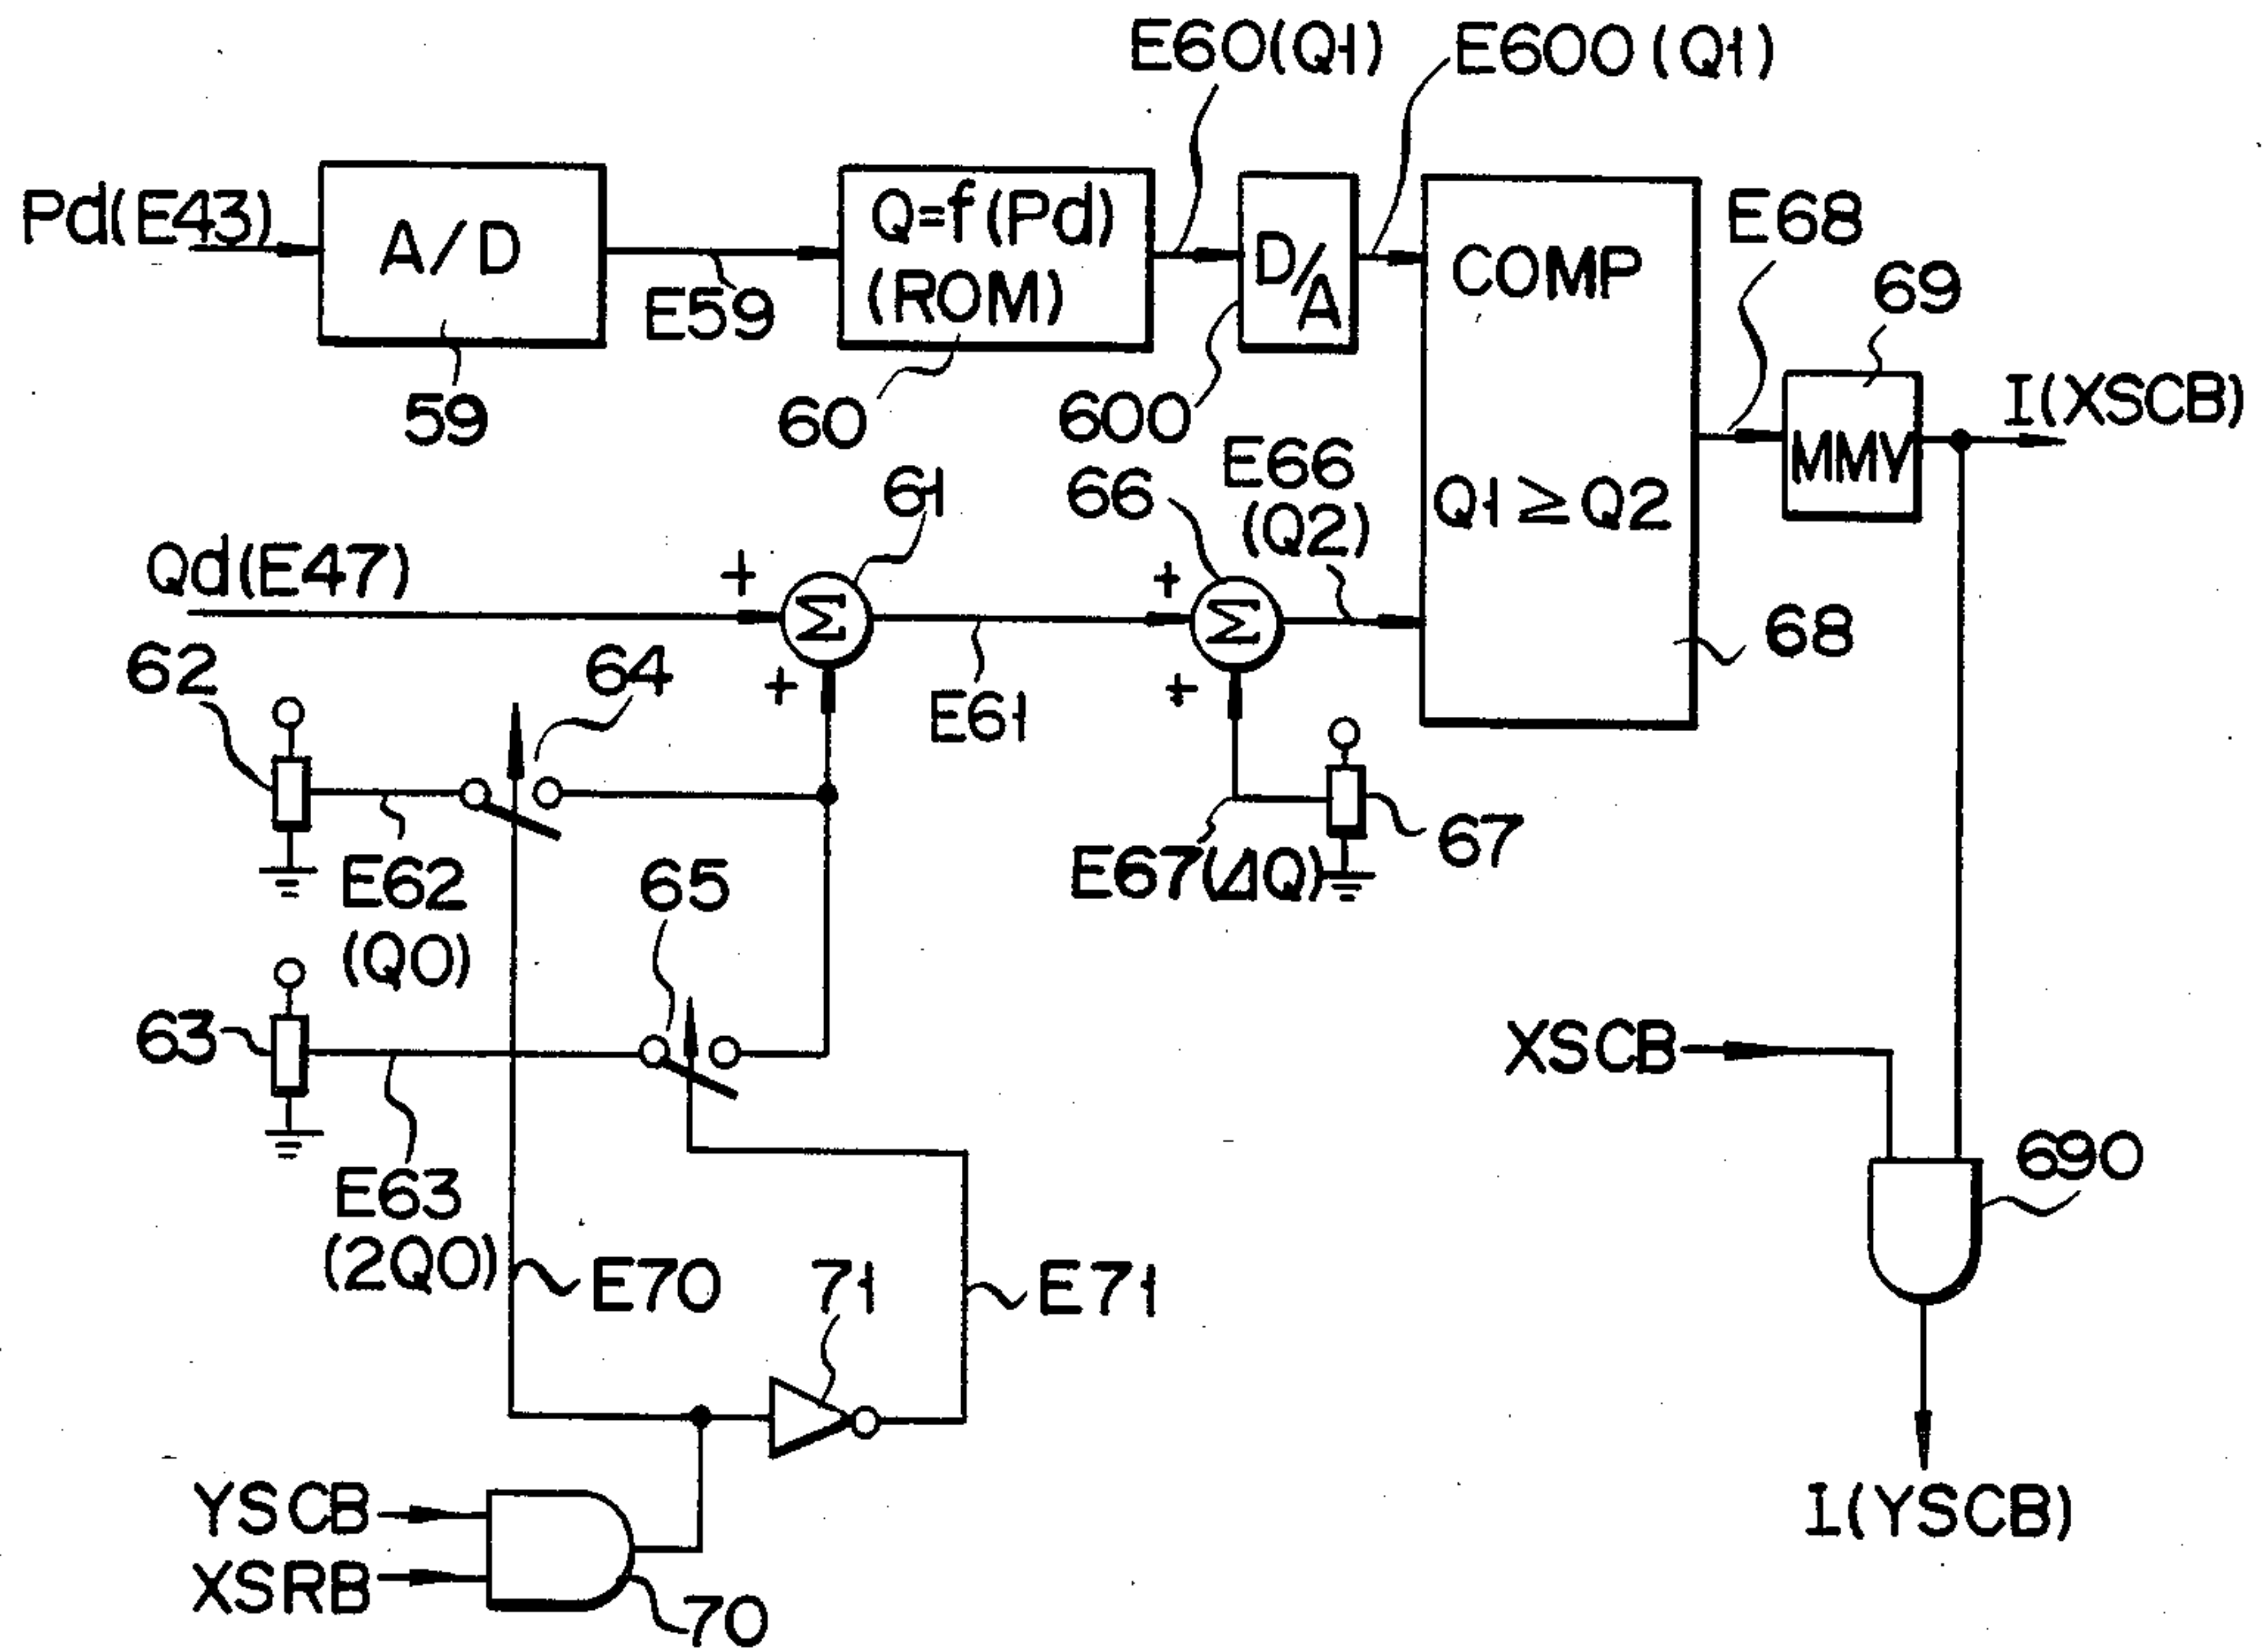 E60(Q1)
E600(Q1)
Pd(E43)
A/D
E59
59
Q=f(Pd)
(ROM)
60
D/A
600
COMP
Q1≥Q2
E68
69
MMV
I(XSCB)
61
66
E66
(Q2)
Qd(E47)
+
+
Σ
+
+
Σ
E61
68
62
64
E62
(Q0)
E67(ΔQ)
67
65
63
E63
(2Q0)
E70
71
E71
XSCB
690
YSCB
XSRB
70
I(YSCB)